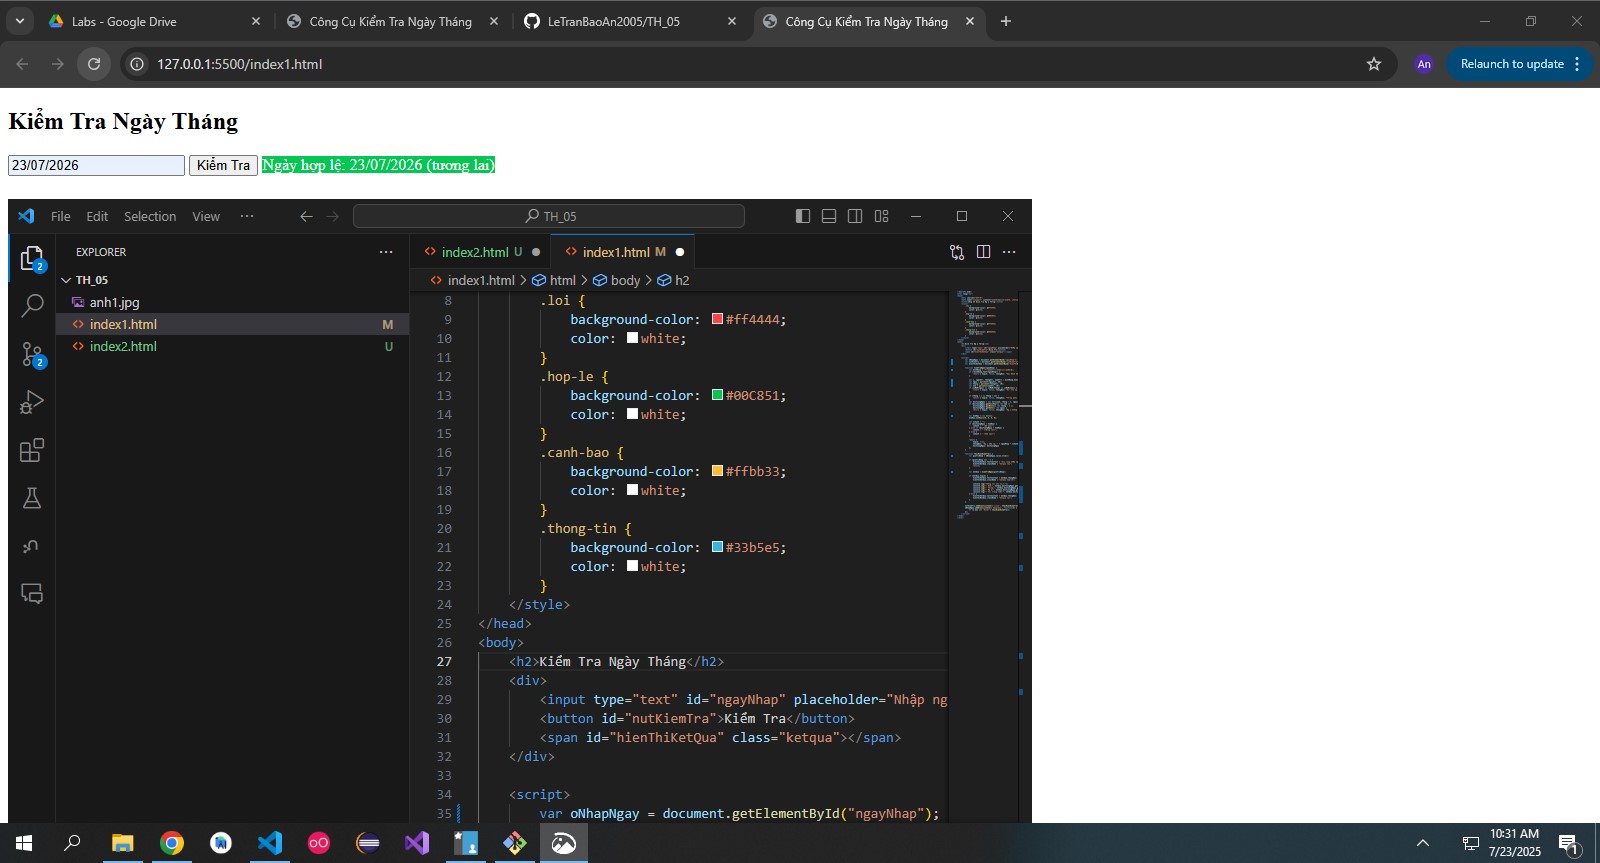 Labs - Google Drive
Công Cụ Kiểm Tra Ngày Tháng
LeTranBaoAn2005/TH_05
Công Cụ Kiểm Tra Ngày Tháng
127.0.0.1:5500/index1.html
An
Relaunch to update
Kiểm Tra Ngày Tháng
23/07/2026
Kiểm Tra
Ngày hợp lệ: 23/07/2026 (tương lai)
File Edit Selection View ···
TH_05
EXPLORER
TH_05
anh1.jpg
index1.html M
index2.html U
2
2
index2.html U
index1.html M
index1.html > html > body > h2
8 .loi {
9 background-color: #ff4444;
10 color: white;
11 }
12 .hop-le {
13 background-color: #00C851;
14 color: white;
15 }
16 .canh-bao {
17 background-color: #ffbb33;
18 color: white;
19 }
20 .thong-tin {
21 background-color: #33b5e5;
22 color: white;
23 }
24 </style>
25 </head>
26 <body>
27 <h2>Kiểm Tra Ngày Tháng</h2>
28 <div>
29 <input type="text" id="ngayNhap" placeholder="Nhập ng
30 <button id="nutKiemTra">Kiểm Tra</button>
31 <span id="hienThiKetQua" class="ketqua"></span>
32 </div>
33
34 <script>
35 var oNhapNgay = document.getElementById("ngayNhap");
10:31 AM
7/23/2025
1